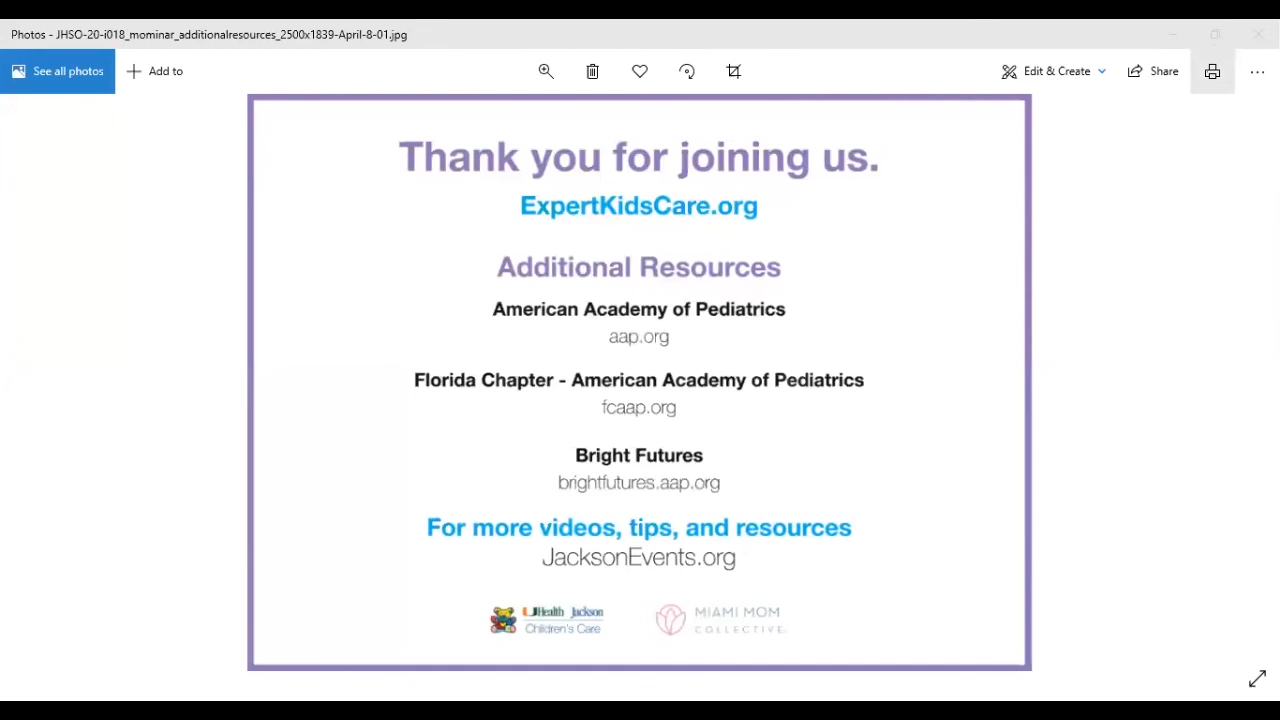 Photos - JHSO-20-i018_mominar_additionalresources_2500x1839-April-8-01.jpg
See all photos
Add to
Edit & Create
Share
Thank you for joining us.
ExpertKidsCare.org
Additional Resources
American Academy of Pediatrics
aap.org
Florida Chapter - American Academy of Pediatrics
fcaap.org
Bright Futures
brightfutures.aap.org
For more videos, tips, and resources
JacksonEvents.org
UHealth Jackson
Children's Care
MIAMI MOM
COLLECTIVE